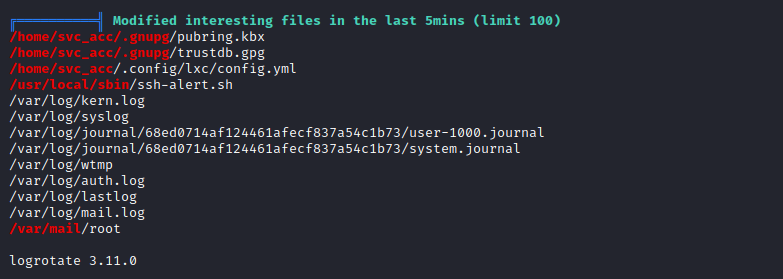 Modified interesting files in the last 5mins (limit 100)
/home/svc_acc/.gnupg/pubring.kbx
/home/svc_acc/.gnupg/trustdb.gpg
/home/svc_acc/.config/lxc/config.yml
/usr/local/sbin/ssh-alert.sh
/var/log/kern.log
/var/log/syslog
/var/log/journal/68ed0714af124461afecf837a54c1b73/user-1000.journal
/var/log/journal/68ed0714af124461afecf837a54c1b73/system.journal
/var/log/wtmp
/var/log/auth.log
/var/log/lastlog
/var/log/mail.log
/var/mail/root
logrotate 3.11.0